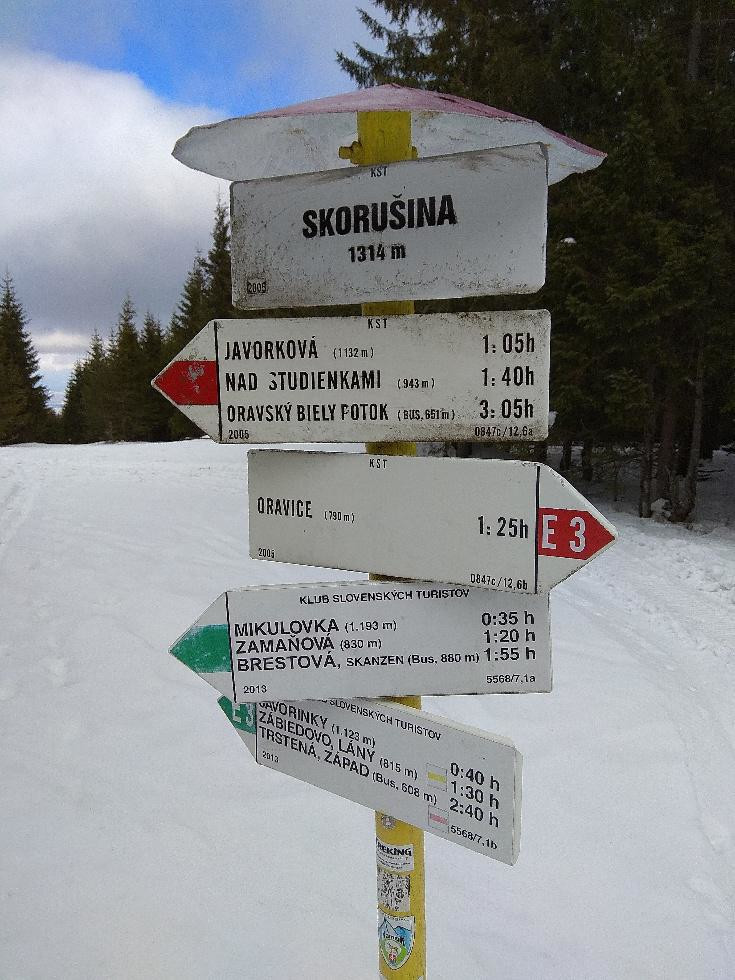 KST
SKORUŠINA
1314 m
2005
KST
JAVORKOVÁ (1132 m) 1:05h
NAD STUDIENKAMI (943 m) 1:40h
ORAVSKÝ BIELY POTOK (BUS, 651 m) 3:05h
2005 0847c/12,6a
KST
ORAVICE (790 m) 1:25h
E 3
2005 0847c/12,6b
KLUB SLOVENSKÝCH TURISTOV
MIKULOVKA (1.193 m) 0:35 h
ZAMAŇOVÁ (830 m) 1:20 h
BRESTOVÁ, SKANZEN (Bus, 880 m) 1:55 h
2013 5568/7,1a
SLOVENSKÝCH TURISTOV
E3
JAVORINKY (1.123 m) 0:40 h
ZÁBIEDOVO, LÁNY (815 m) 1:30 h
TRSTENÁ, ZÁPAD (Bus, 608 m) 2:40 h
2013 5568/7,1b